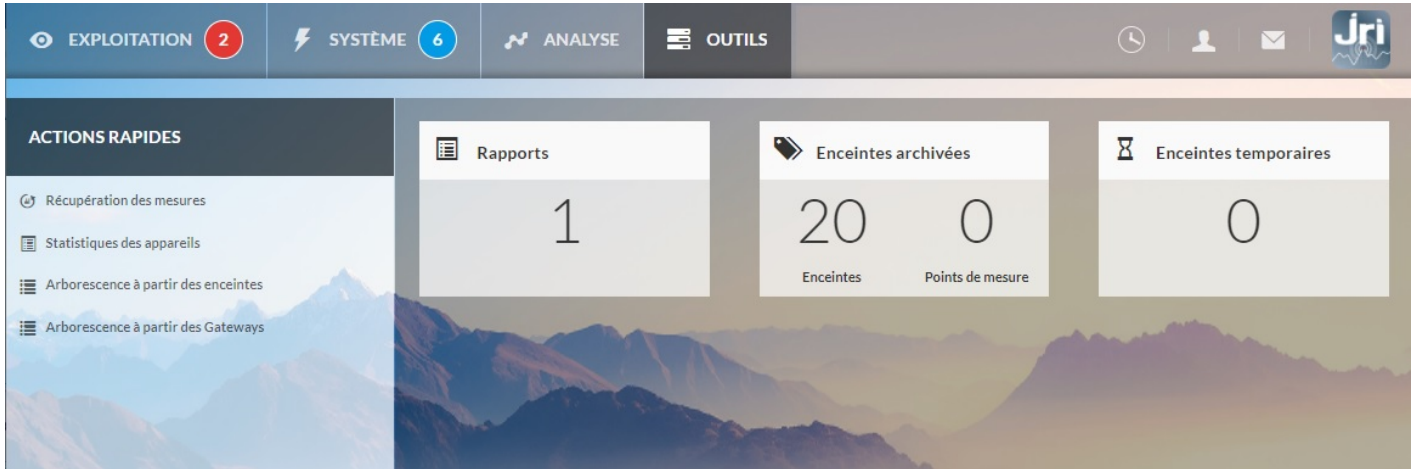 EXPLOITATION 2 SYSTÈME 6 ANALYSE OUTILS jri
ACTIONS RAPIDES
Récupération des mesures
Statistiques des appareils
Arborescence à partir des enceintes
Arborescence à partir des Gateways
Rapports
1
Enceintes archivées
20 0
Enceintes Points de mesure
Enceintes temporaires
0